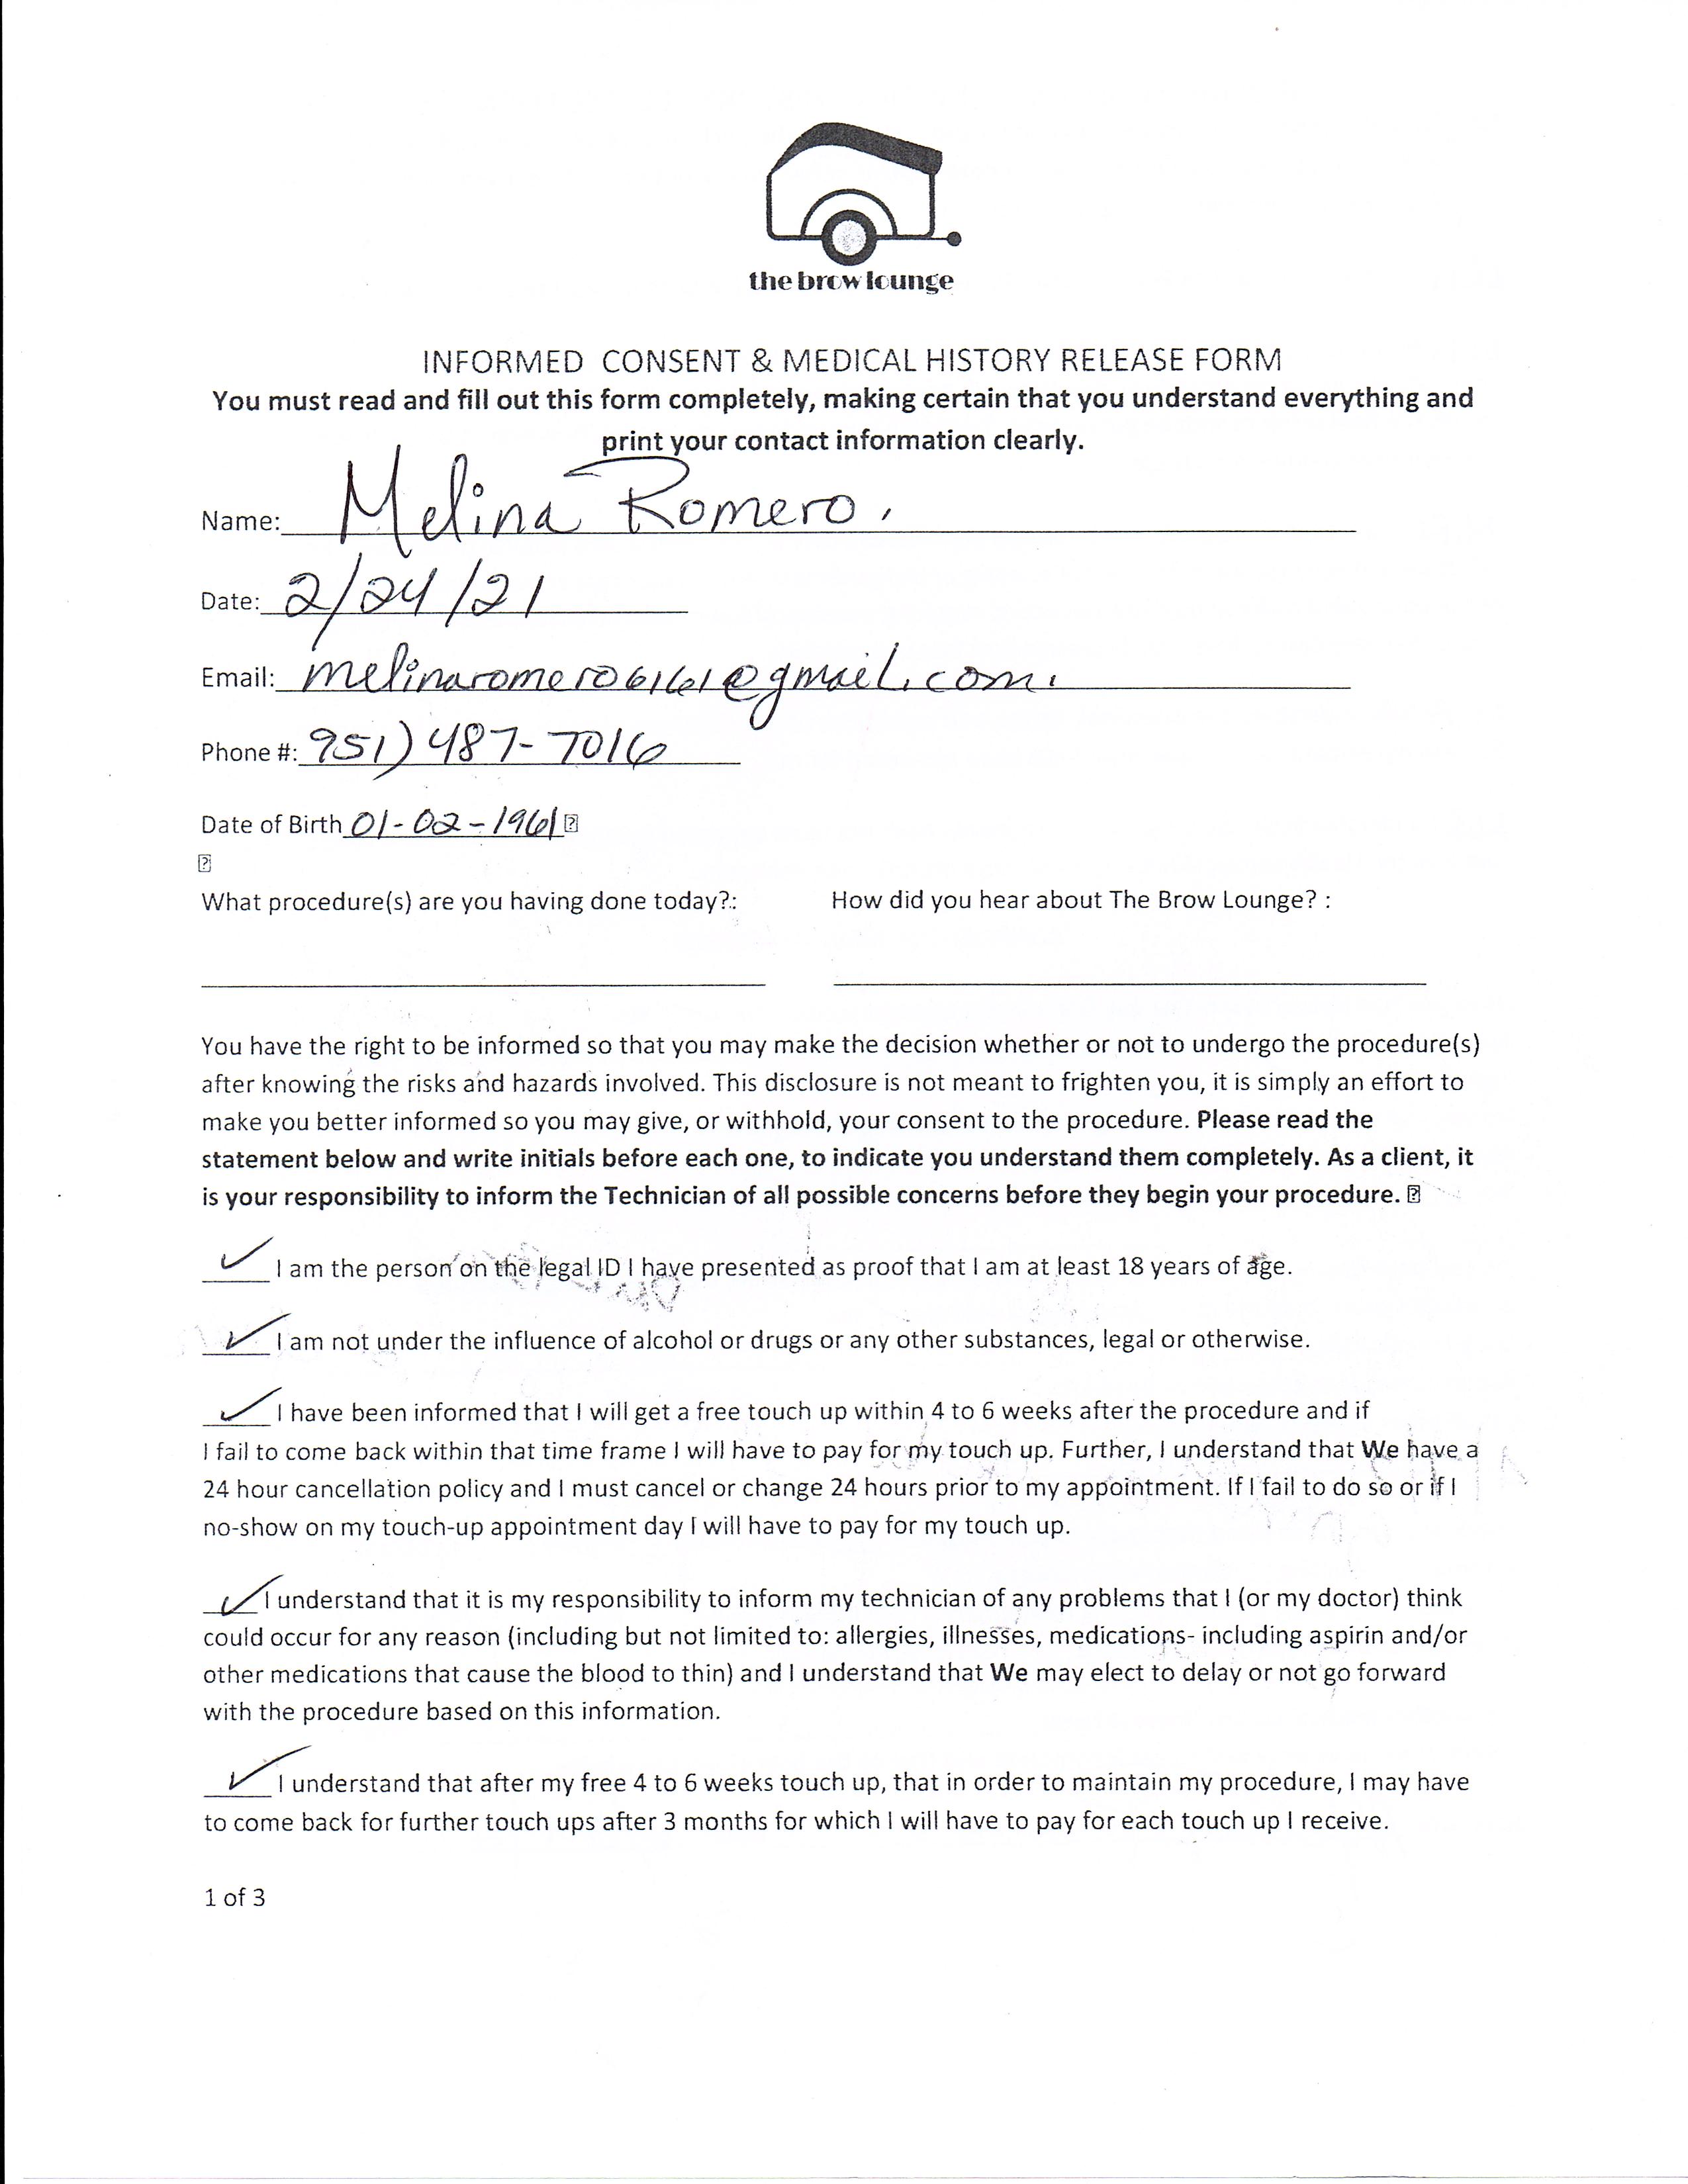 the brow lounge
INFORMED CONSENT & MEDICAL HISTORY RELEASE FORM
You must read and fill out this form completely, making certain that you understand everything and
print your contact information clearly.
Name: Melina Romero.
Date: 2/24/21
Email: melinaromero6161@gmail.com.
Phone #: 951) 487-7016
Date of Birth 01-02-1961
What procedure(s) are you having done today?: How did you hear about The Brow Lounge? :
You have the right to be informed so that you may make the decision whether or not to undergo the procedure(s)
after knowing the risks and hazards involved. This disclosure is not meant to frighten you, it is simply an effort to
make you better informed so you may give, or withhold, your consent to the procedure. Please read the
statement below and write initials before each one, to indicate you understand them completely. As a client, it
is your responsibility to inform the Technician of all possible concerns before they begin your procedure.
✓ I am the person on the legal ID I have presented as proof that I am at least 18 years of age.
✓ I am not under the influence of alcohol or drugs or any other substances, legal or otherwise.
✓ I have been informed that I will get a free touch up within 4 to 6 weeks after the procedure and if
I fail to come back within that time frame I will have to pay for my touch up. Further, I understand that We have a
24 hour cancellation policy and I must cancel or change 24 hours prior to my appointment. If I fail to do so or if I
no-show on my touch-up appointment day I will have to pay for my touch up.
✓ I understand that it is my responsibility to inform my technician of any problems that I (or my doctor) think
could occur for any reason (including but not limited to: allergies, illnesses, medications- including aspirin and/or
other medications that cause the blood to thin) and I understand that We may elect to delay or not go forward
with the procedure based on this information.
✓ I understand that after my free 4 to 6 weeks touch up, that in order to maintain my procedure, I may have
to come back for further touch ups after 3 months for which I will have to pay for each touch up I receive.
1 of 3